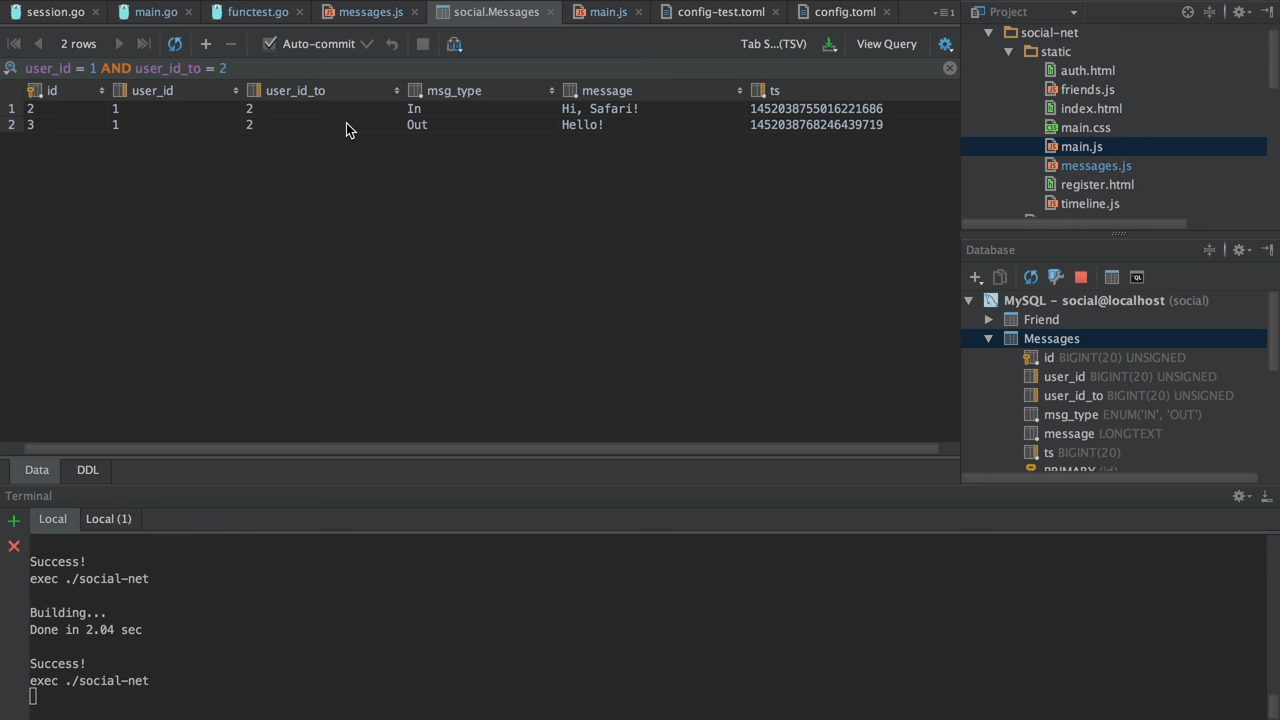 session.go main.go functest.go messages.js social.Messages main.js config-test.toml config.toml
2 rows Auto-commit Tab S...(TSV) View Query
user_id = 1 AND user_id_to = 2
id user_id user_id_to msg_type message ts
1 2 1 2 In Hi, Safari! 1452038755016221686
2 3 1 2 Out Hello! 1452038768246439719
Data DDL
Project
social-net
static
auth.html
friends.js
index.html
main.css
main.js
messages.js
register.html
timeline.js
Database
MySQL - social@localhost (social)
Friend
Messages
id BIGINT(20) UNSIGNED
user_id BIGINT(20) UNSIGNED
user_id_to BIGINT(20) UNSIGNED
msg_type ENUM('IN', 'OUT')
message LONGTEXT
ts BIGINT(20)
PRIMARY (id)
Terminal
Local Local (1)
Success!
exec ./social-net
Building...
Done in 2.04 sec
Success!
exec ./social-net